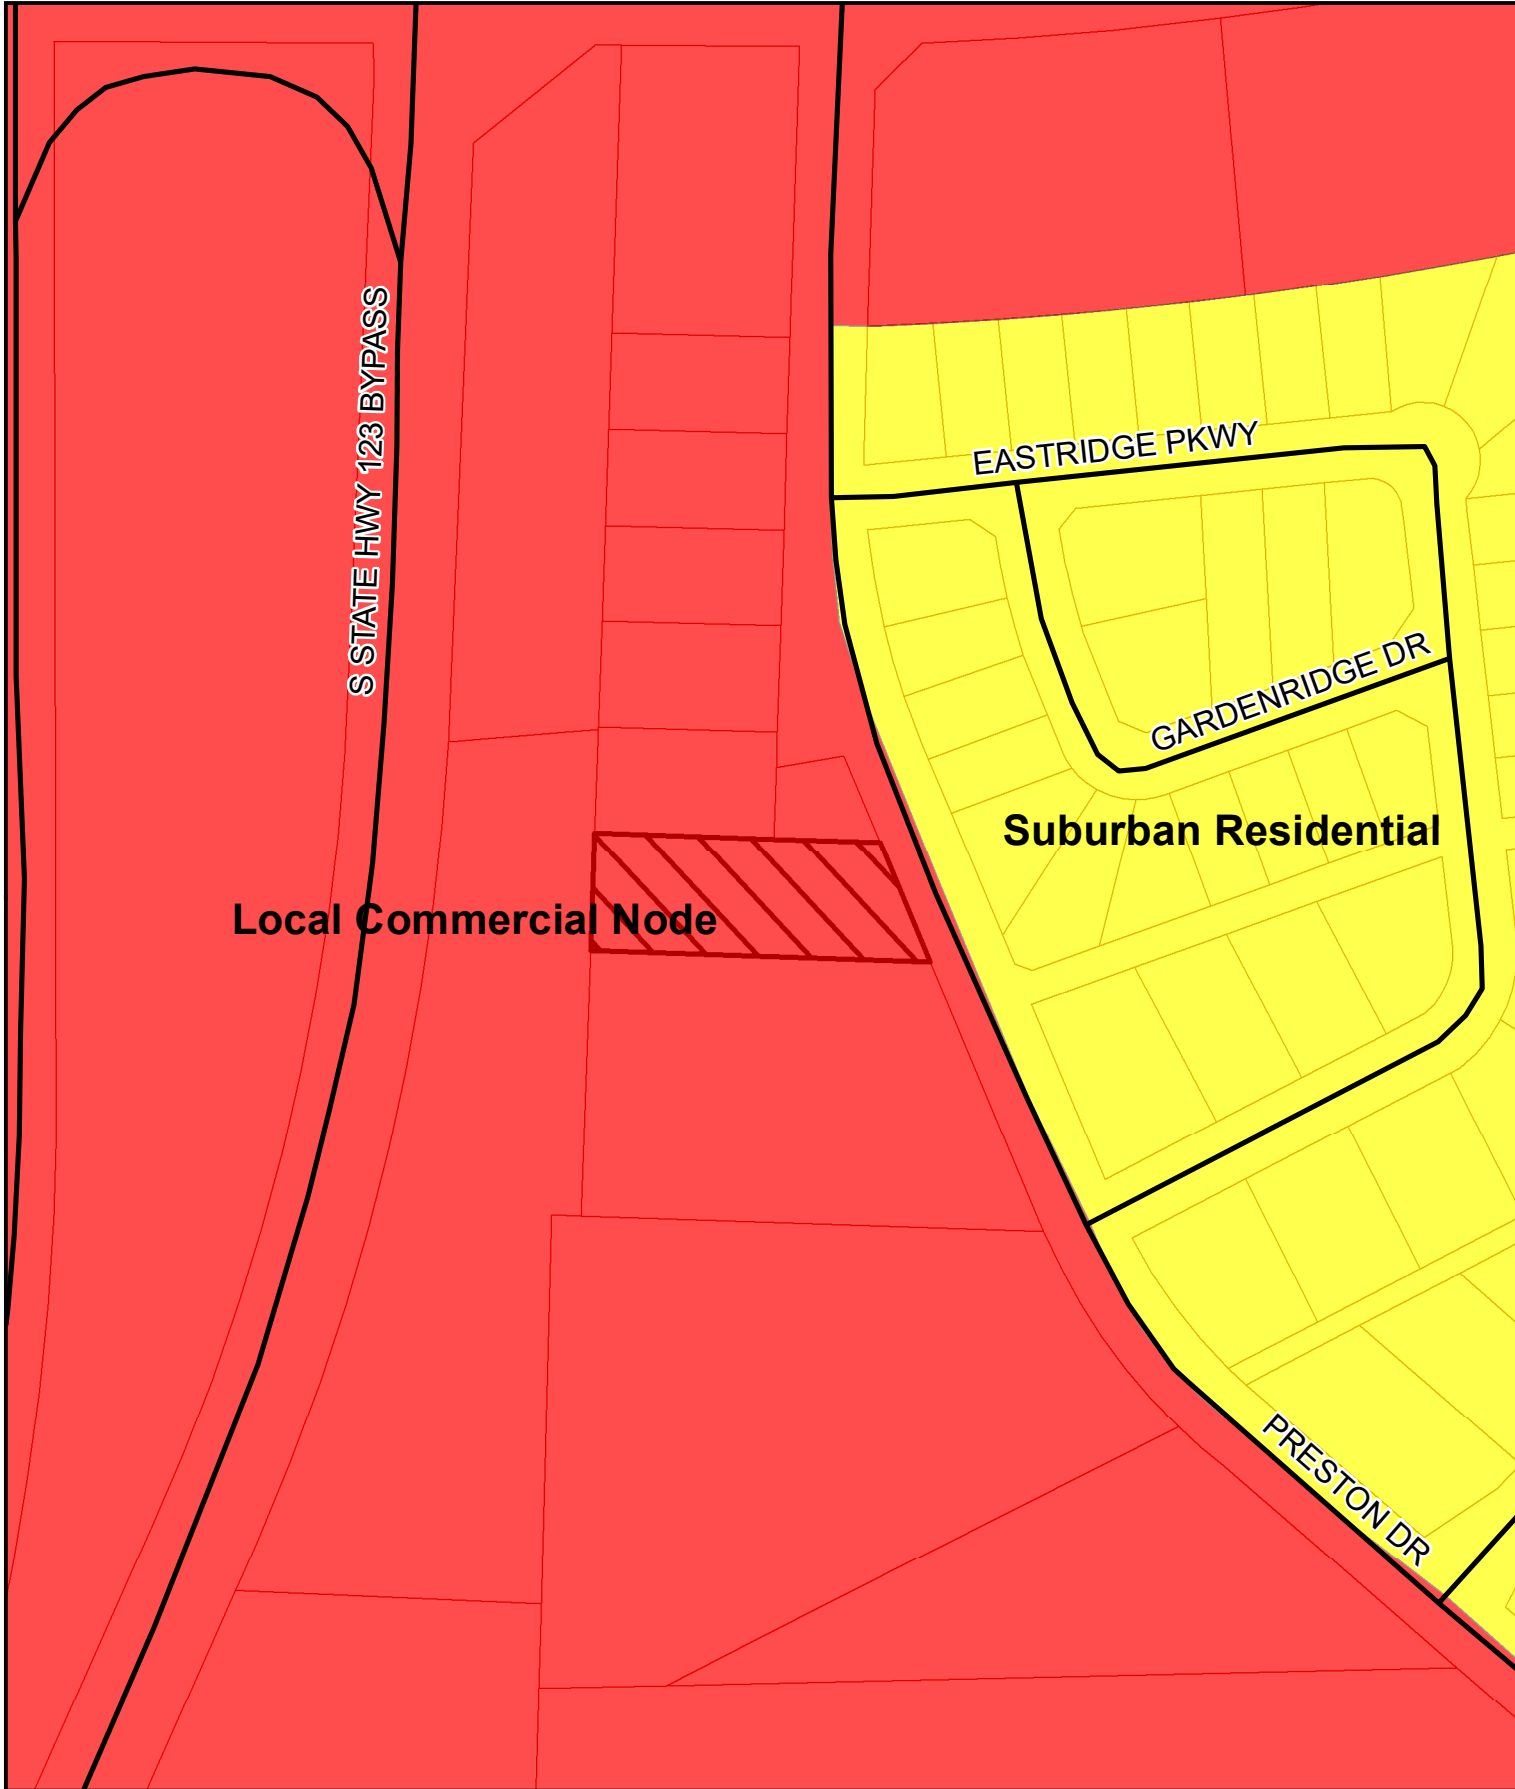 S STATE HWY 123 BYPASS
EASTRIDGE PKWY
GARDENRIDGE DR
Suburban Residential
Local Commercial Node
PRESTON DR